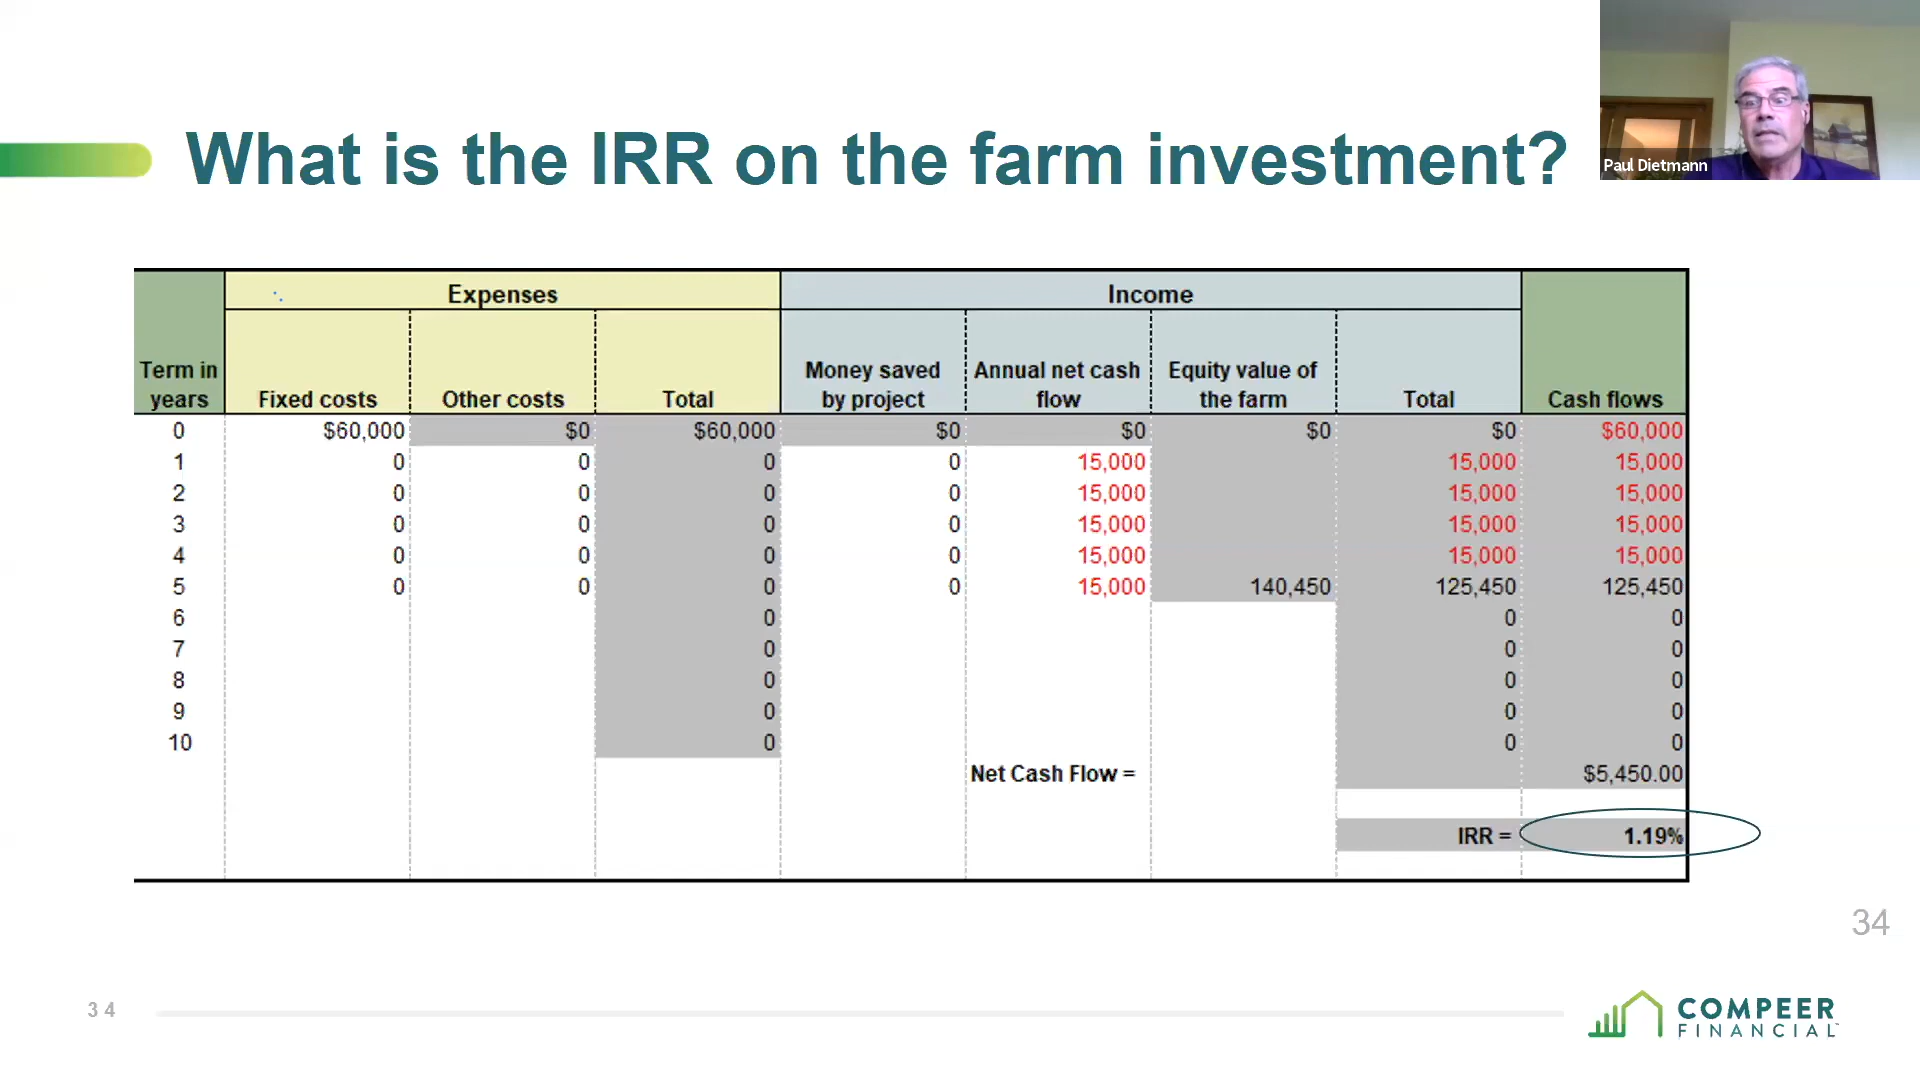 What is the IRR on the farm investment?
Paul Dietmann
Expenses Income
Term in years Fixed costs Other costs Total Money saved by project Annual net cash flow Equity value of the farm Total Cash flows
0 $60,000 $0 $60,000 $0 $0 $0 $0 $60,000
1 0 0 0 0 15,000 15,000 15,000
2 0 0 0 0 15,000 15,000 15,000
3 0 0 0 0 15,000 15,000 15,000
4 0 0 0 0 15,000 15,000 15,000
5 0 0 0 0 15,000 140,450 125,450 125,450
6 0 0 0
7 0 0 0
8 0 0 0
9 0 0 0
10 0 0 0
Net Cash Flow = $5,450.00
IRR = 1.19%
34
34
COMPEER
FINANCIAL